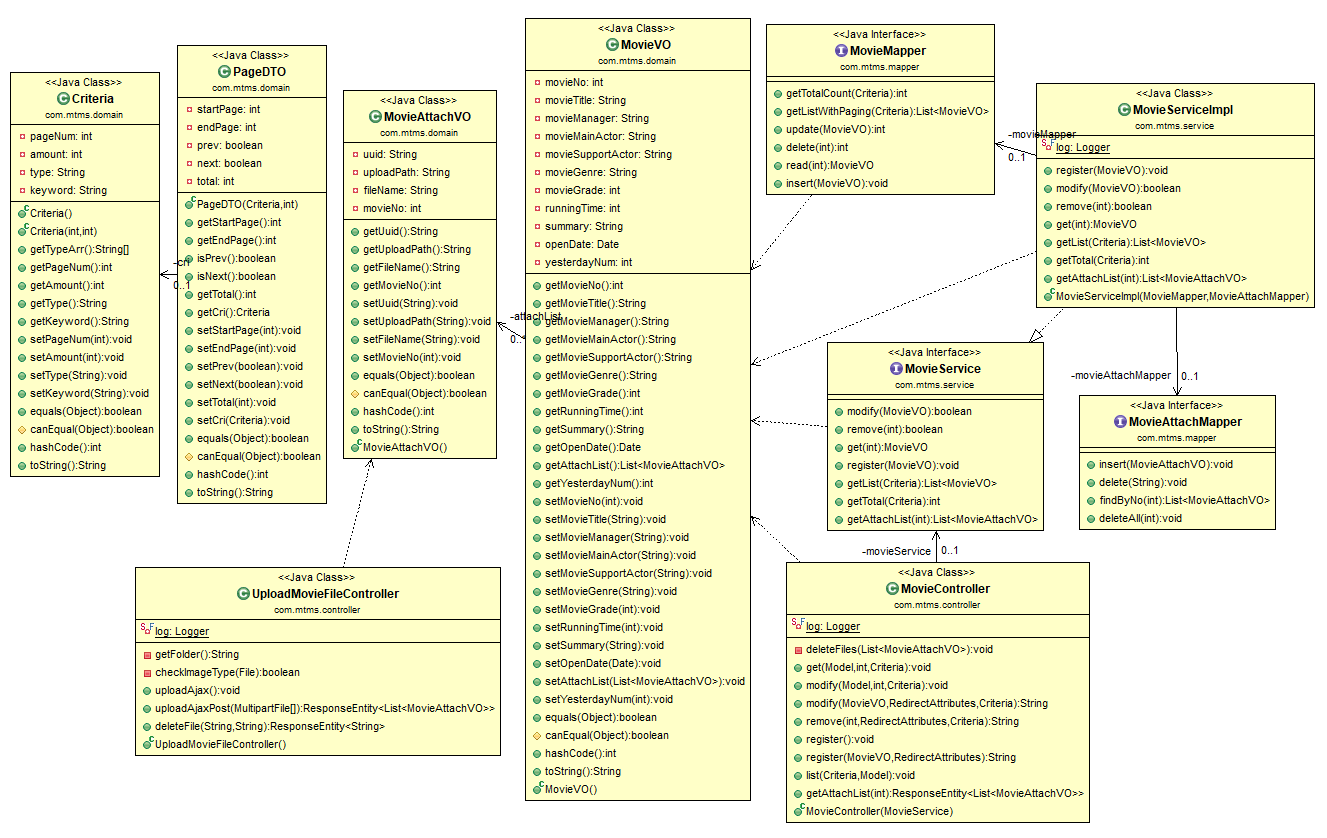 <<Java Class>>
Criteria
com.mtms.domain
pageNum: int
amount: int
type: String
keyword: String
Criteria()
Criteria(int,int)
getTypeArr():String[]
getPageNum():int
getAmount():int
getType():String
getKeyword():String
setPageNum(int):void
setAmount(int):void
setType(String):void
setKeyword(String):void
equals(Object):boolean
canEqual(Object):boolean
hashCode():int
toString():String
-cri
0..1
<<Java Class>>
PageDTO
com.mtms.domain
startPage: int
endPage: int
prev: boolean
next: boolean
total: int
PageDTO(Criteria,int)
getStartPage():int
getEndPage():int
isPrev():boolean
isNext():boolean
getTotal():int
getCri():Criteria
setStartPage(int):void
setEndPage(int):void
setPrev(boolean):void
setNext(boolean):void
setTotal(int):void
setCri(Criteria):void
equals(Object):boolean
canEqual(Object):boolean
hashCode():int
toString():String
<<Java Class>>
MovieAttachVO
com.mtms.domain
uuid: String
uploadPath: String
fileName: String
movieNo: int
getUuid():String
getUploadPath():String
getFileName():String
getMovieNo():int
setUuid(String):void
setUploadPath(String):void
setFileName(String):void
setMovieNo(int):void
equals(Object):boolean
canEqual(Object):boolean
hashCode():int
toString():String
MovieAttachVO()
-attachList
0..
<<Java Class>>
MovieVO
com.mtms.domain
movieNo: int
movieTitle: String
movieManager: String
movieMainActor: String
movieSupportActor: String
movieGenre: String
movieGrade: int
runningTime: int
summary: String
openDate: Date
yesterdayNum: int
getMovieNo():int
getMovieTitle():String
getMovieManager():String
getMovieMainActor():String
getMovieSupportActor():String
getMovieGenre():String
getMovieGrade():int
getRunningTime():int
getSummary():String
getOpenDate():Date
getAttachList():List<MovieAttachVO>
getYesterdayNum():int
setMovieNo(int):void
setMovieTitle(String):void
setMovieManager(String):void
setMovieMainActor(String):void
setMovieSupportActor(String):void
setMovieGenre(String):void
setMovieGrade(int):void
setRunningTime(int):void
setSummary(String):void
setOpenDate(Date):void
setAttachList(List<MovieAttachVO>):void
setYesterdayNum(int):void
equals(Object):boolean
canEqual(Object):boolean
hashCode():int
toString():String
MovieVO()
<<Java Interface>>
MovieMapper
com.mtms.mapper
getTotalCount(Criteria):int
getListWithPaging(Criteria):List<MovieVO>
update(MovieVO):int
delete(int):int
read(int):MovieVO
insert(MovieVO):void
-movieMapper
0..1
<<Java Class>>
MovieServiceImpl
com.mtms.service
log: Logger
register(MovieVO):void
modify(MovieVO):boolean
remove(int):boolean
get(int):MovieVO
getList(Criteria):List<MovieVO>
getTotal(Criteria):int
getAttachList(int):List<MovieAttachVO>
MovieServiceImpl(MovieMapper,MovieAttachMapper)
<<Java Interface>>
MovieService
com.mtms.service
modify(MovieVO):boolean
remove(int):boolean
get(int):MovieVO
register(MovieVO):void
getList(Criteria):List<MovieVO>
getTotal(Criteria):int
getAttachList(int):List<MovieAttachVO>
-movieAttachMapper
0..1
<<Java Interface>>
MovieAttachMapper
com.mtms.mapper
insert(MovieAttachVO):void
delete(String):void
findByNo(int):List<MovieAttachVO>
deleteAll(int):void
-movieService
0..1
<<Java Class>>
UploadMovieFileController
com.mtms.controller
log: Logger
getFolder():String
checkImageType(File):boolean
uploadAjax():void
uploadAjaxPost(MultipartFile[]):ResponseEntity<List<MovieAttachVO>>
deleteFile(String,String):ResponseEntity<String>
UploadMovieFileController()
<<Java Class>>
MovieController
com.mtms.controller
log: Logger
deleteFiles(List<MovieAttachVO>):void
get(Model,int,Criteria):void
modify(Model,int,Criteria):void
modify(MovieVO,RedirectAttributes,Criteria):String
remove(int,RedirectAttributes,Criteria):String
register():void
register(MovieVO,RedirectAttributes):String
list(Criteria,Model):void
getAttachList(int):ResponseEntity<List<MovieAttachVO>>
MovieController(MovieService)